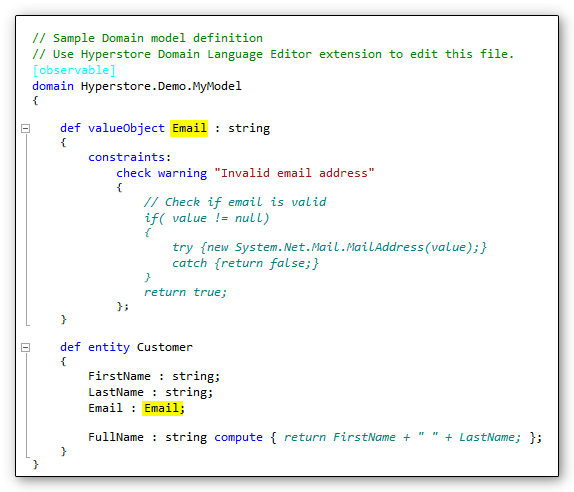 // Sample Domain model definition
// Use Hyperstore Domain Language Editor extension to edit this file.
[observable]
domain Hyperstore.Demo.MyModel
{
def valueObject Email : string
{
constraints:
check warning "Invalid email address"
{
// Check if email is valid
if( value != null)
{
try {new System.Net.Mail.MailAddress(value);}
catch {return false;}
}
return true;
};
}
def entity Customer
{
FirstName : string;
LastName : string;
Email : Email;
FullName : string compute { return FirstName + " " + LastName; };
}
}